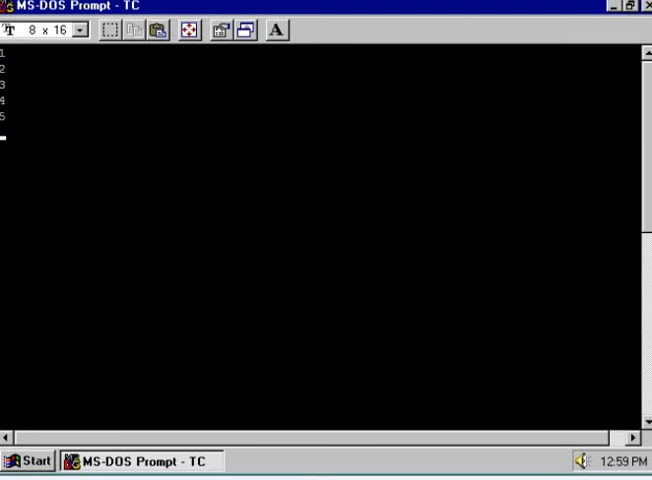 MS-DOS Prompt - TC
8 x 16
A
1
2
3
4
5
Start MS-DOS Prompt - TC 12:59 PM